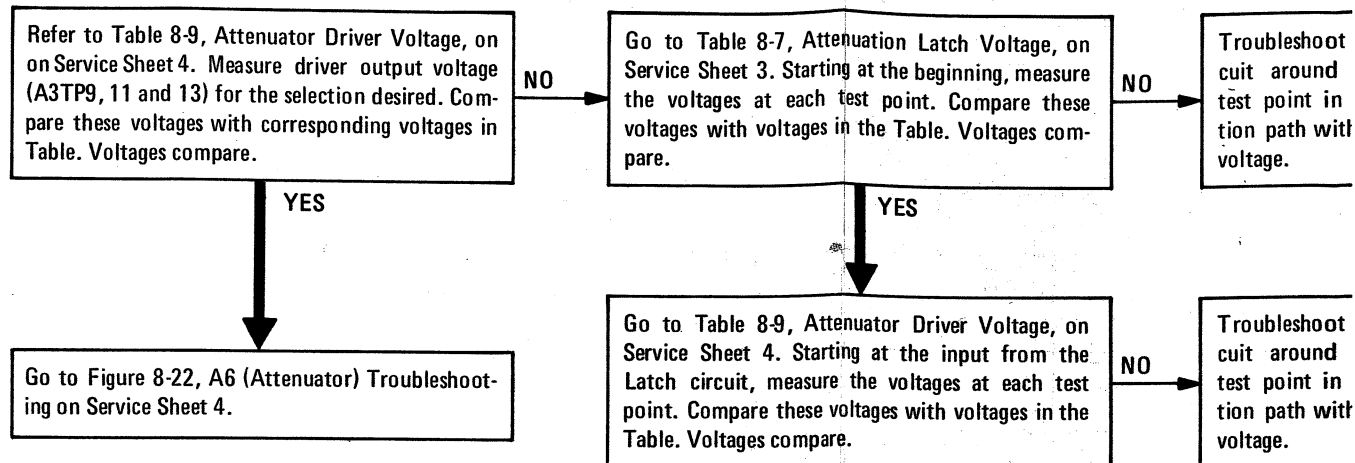 Refer to Table 8-9, Attenuator Driver Voltage, on
on Service Sheet 4. Measure driver output voltage
(A3TP9, 11 and 13) for the selection desired. Com-
pare these voltages with corresponding voltages in
Table. Voltages compare.
NO
Go to Table 8-7, Attenuation Latch Voltage, on
Service Sheet 3. Starting at the beginning, measure
the voltages at each test point. Compare these
voltages with voltages in the Table. Voltages com-
pare.
NO
Troubleshoot
cuit around
test point in
tion path with
voltage.
YES
YES
Go to Figure 8-22, A6 (Attenuator) Troubleshoot-
ing on Service Sheet 4.
Go to Table 8-9, Attenuator Driver Voltage, on
Service Sheet 4. Starting at the input from the
Latch circuit, measure the voltages at each test
point. Compare these voltages with voltages in the
Table. Voltages compare.
NO
Troubleshoot
cuit around
test point in
tion path with
voltage.